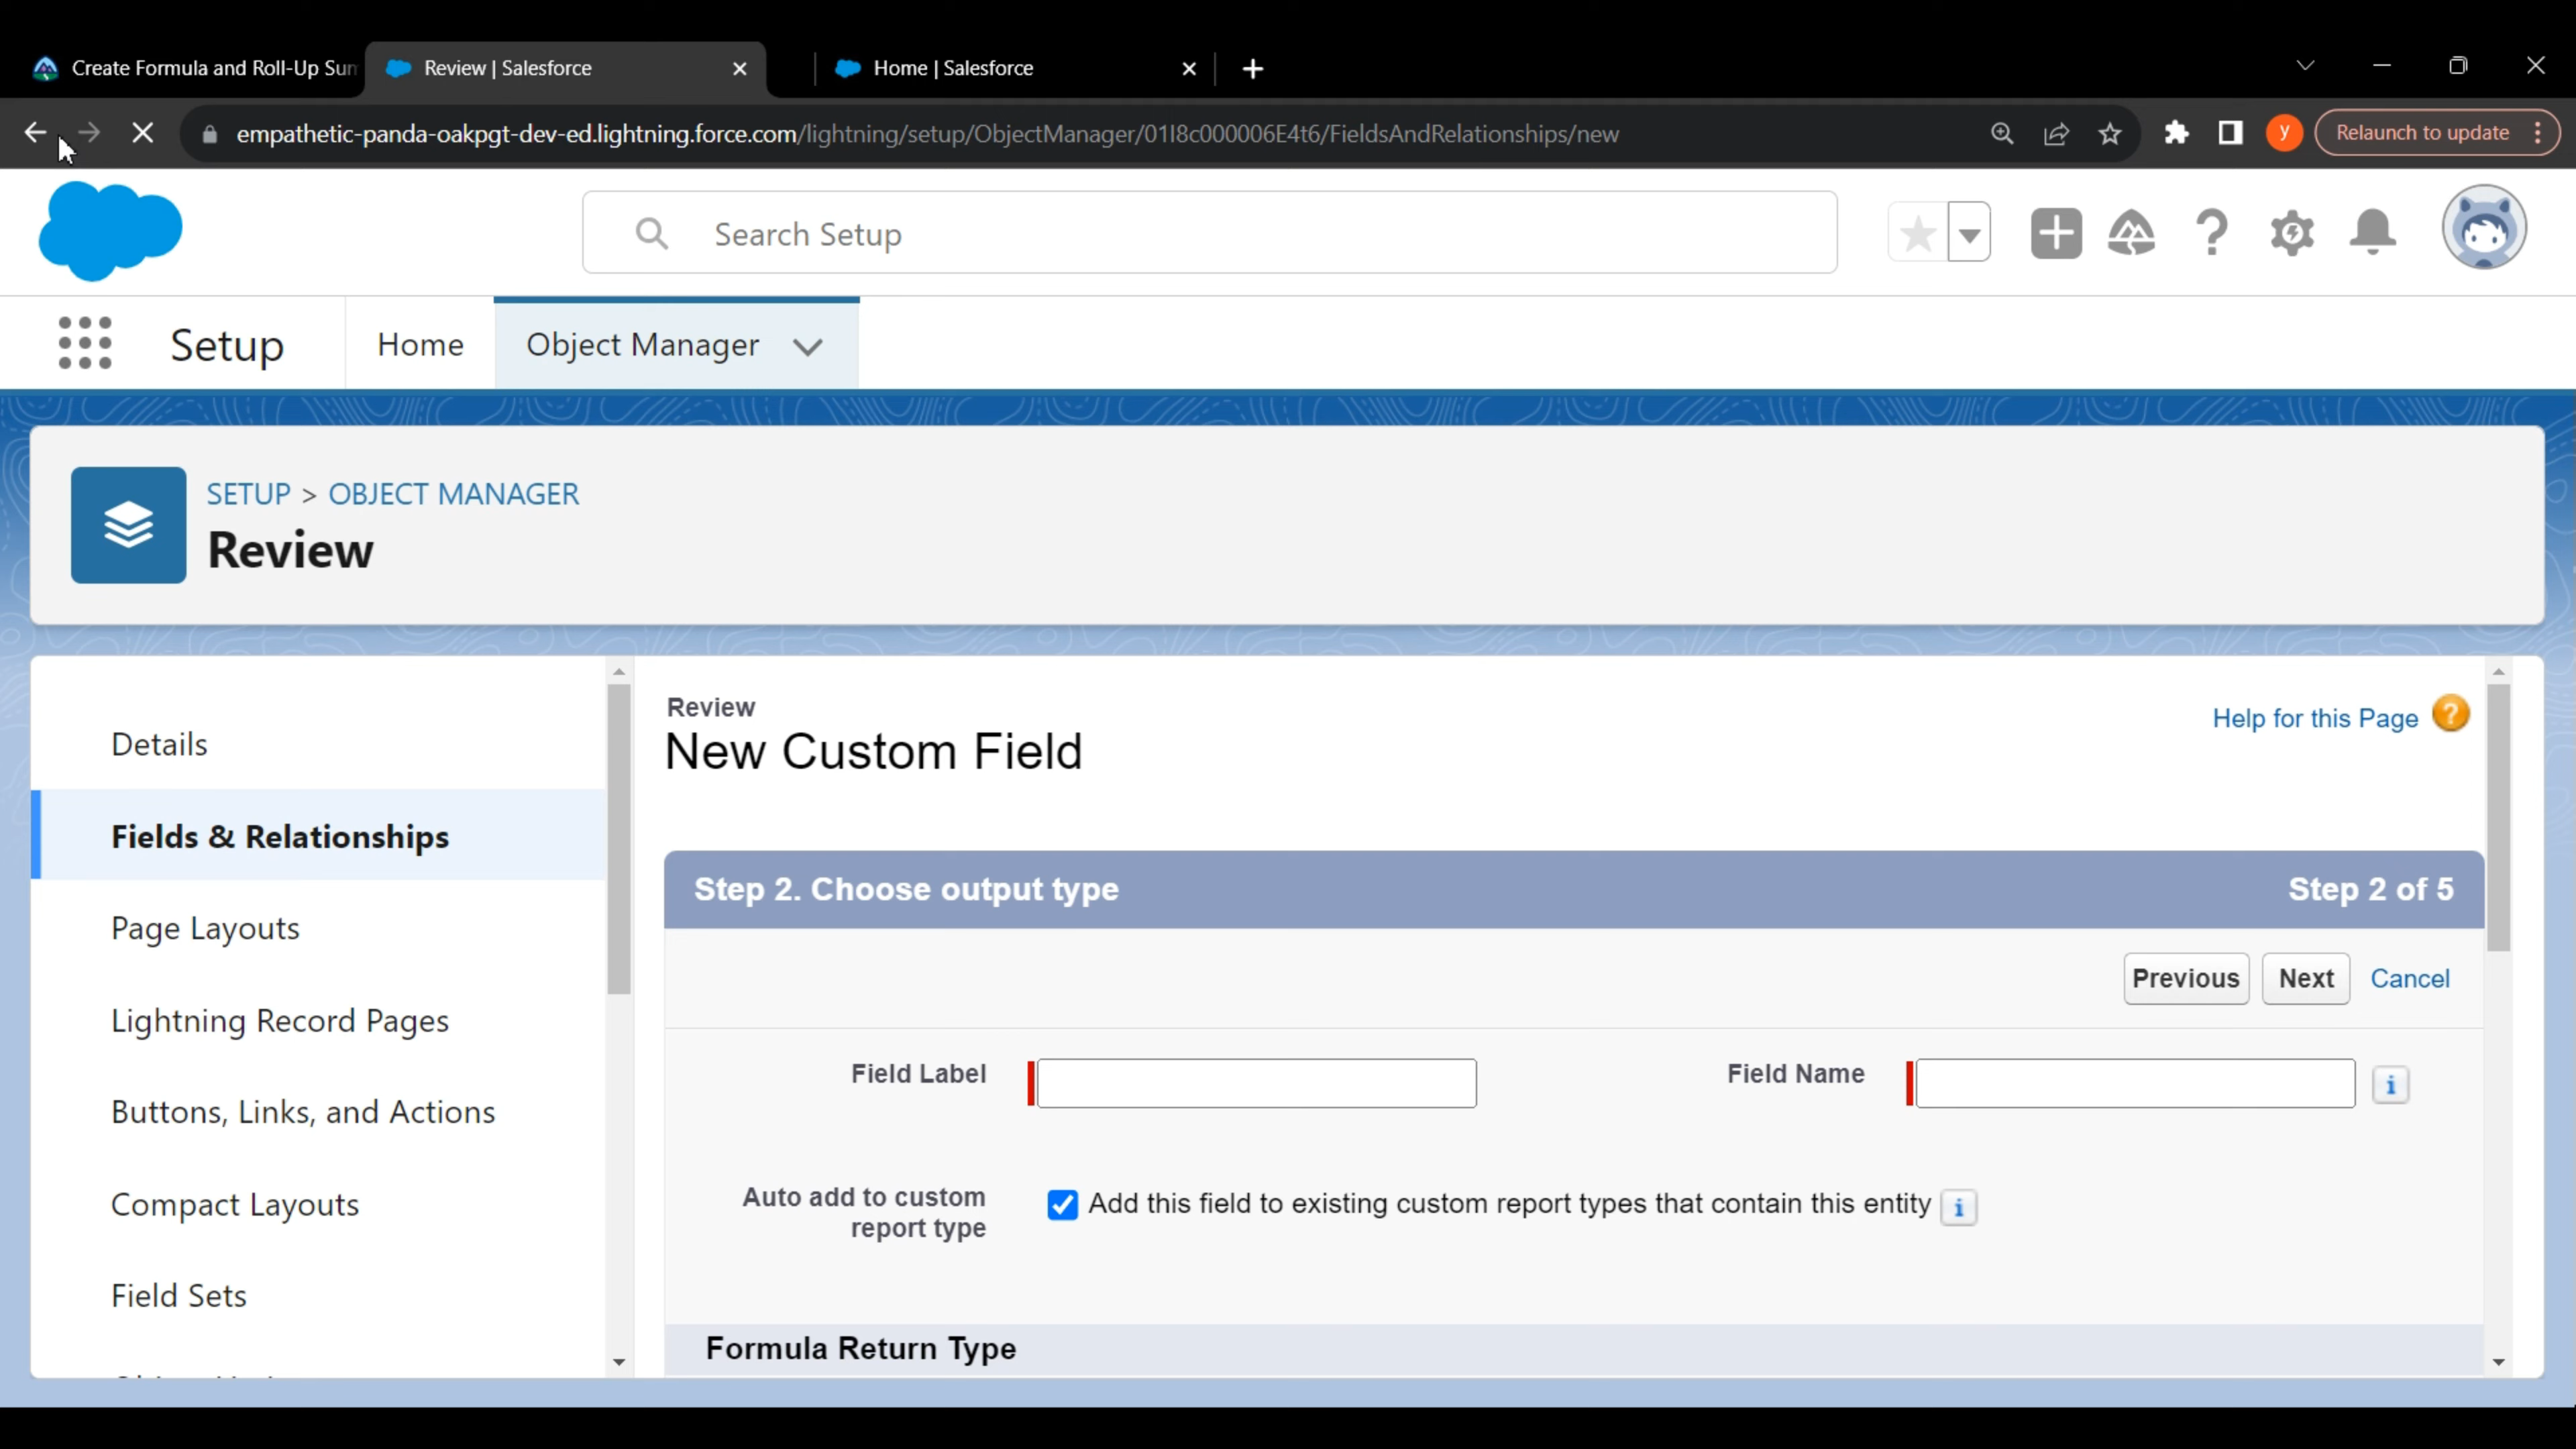 Create Formula and Roll-Up Sum
Review | Salesforce
Home | Salesforce
empathetic-panda-oakpgt-dev-ed.lightning.force.com/lightning/setup/ObjectManager/01I8c000006E4t6/FieldsAndRelationships/new
y
Relaunch to update
Search Setup
Setup
Home
Object Manager
SETUP > OBJECT MANAGER
Review
Details
Fields & Relationships
Page Layouts
Lightning Record Pages
Buttons, Links, and Actions
Compact Layouts
Field Sets
Review
New Custom Field
Help for this Page
Step 2. Choose output type
Step 2 of 5
Previous
Next
Cancel
Field Label
Field Name
Auto add to custom
report type
Add this field to existing custom report types that contain this entity
Formula Return Type